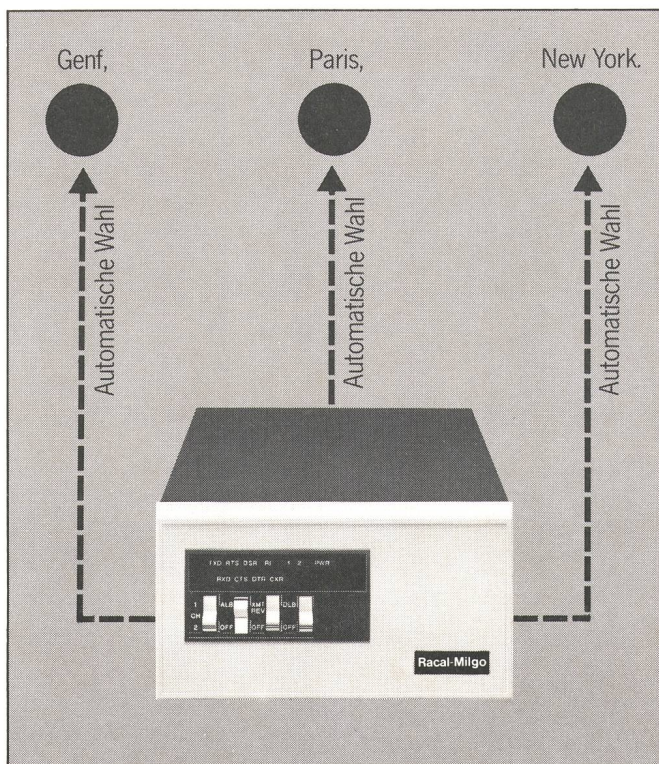 Genf,
Paris,
New York.
Automatische Wahl
Automatische Wahl
Automatische Wahl
TXD RTS DSR RI 1 2 PWR
RXD CTS DTR CXR
1 ALB XMT DLB
CH REV
2 OFF OFF OFF
Racal-Milgo